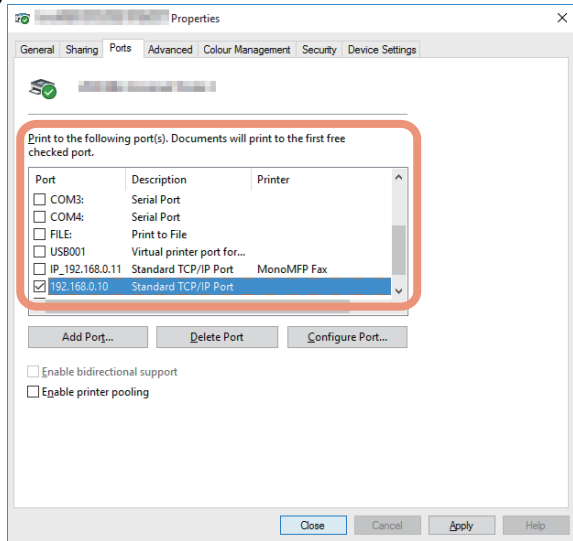 Properties
General Sharing Ports Advanced Colour Management Security Device Settings
Print to the following port(s). Documents will print to the first free
checked port.
Port Description Printer
COM3: Serial Port
COM4: Serial Port
FILE: Print to File
USB001 Virtual printer port for...
IP_192.168.0.11 Standard TCP/IP Port MonoMFP Fax
192.168.0.10 Standard TCP/IP Port
Add Port... Delete Port Configure Port...
Enable bidirectional support
Enable printer pooling
Close Cancel Apply Help